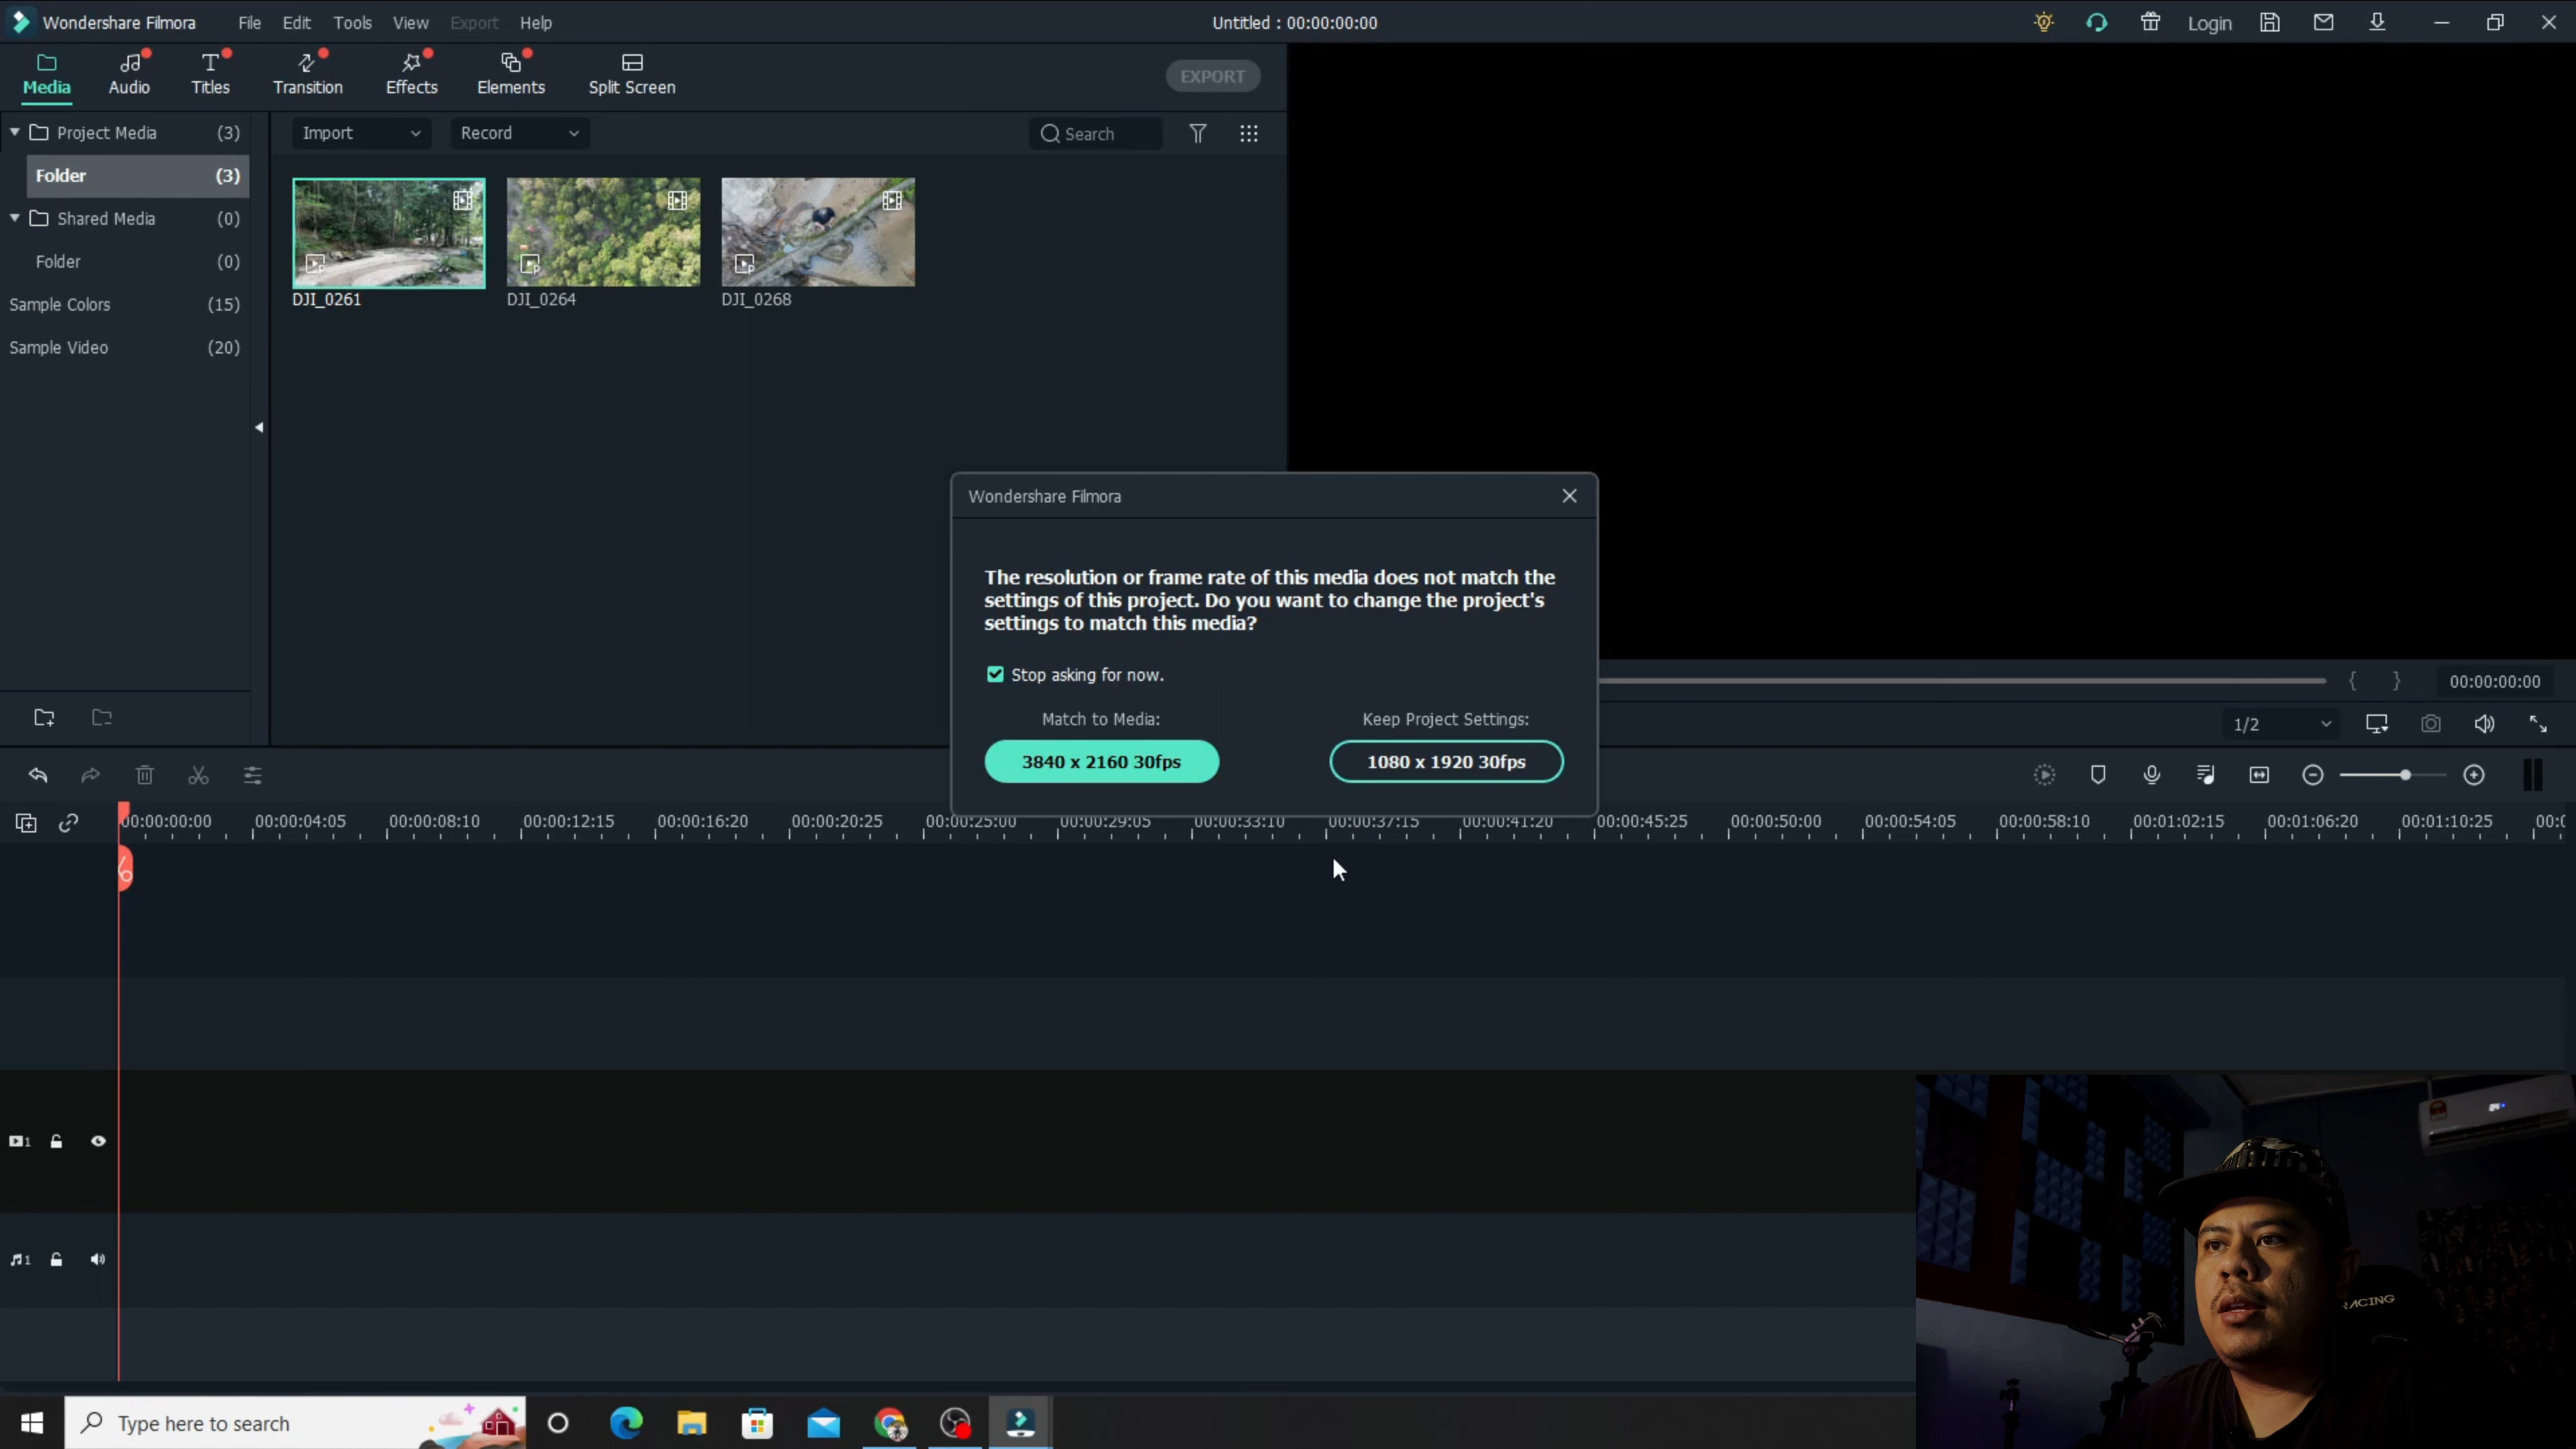 Wondershare Filmora File Edit Tools View Export Help Untitled : 00:00:00:00 Login
Media Audio Titles Transition Effects Elements Split Screen EXPORT
Project Media (3)
Folder (3)
Shared Media (0)
Folder (0)
Sample Colors (15)
Sample Video (20)
Import Record Search
DJI_0261 DJI_0264 DJI_0268
Wondershare Filmora
The resolution or frame rate of this media does not match the
settings of this project. Do you want to change the project's
settings to match this media?
Stop asking for now.
Match to Media: Keep Project Settings:
3840 x 2160 30fps 1080 x 1920 30fps
{ } 00:00:00:00
1/2
00:00:00:00 00:00:04:05 00:00:08:10 00:00:12:15 00:00:16:20 00:00:20:25 00:00:25:00 00:00:29:05 00:00:33:10 00:00:37:15 00:00:41:20 00:00:45:25 00:00:50:00 00:00:54:05 00:00:58:10 00:01:02:15 00:01:06:20 00:01:10:25
1
1
RACING
Type here to search